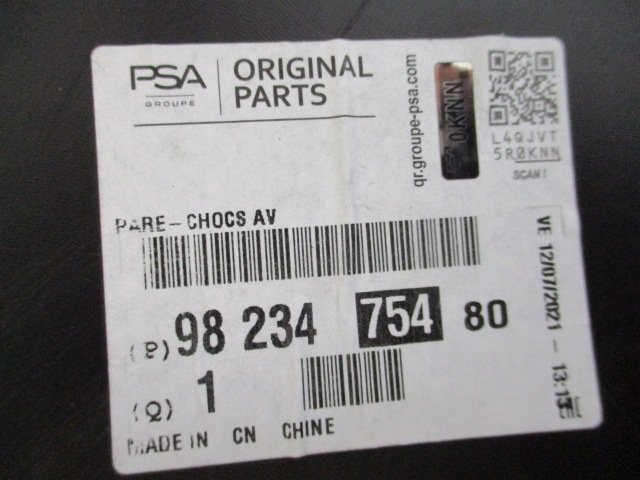 PSA
GROUPE
ORIGINAL
PARTS
qr.groupe-psa.com
0KNN
L4QJVT
5R0KNN
SCAN!
PARE-CHOCS AV
(P) 98 234 754 80
(Q) 1
MADE IN CN CHINE
VE 12/07/2021 - 13:13